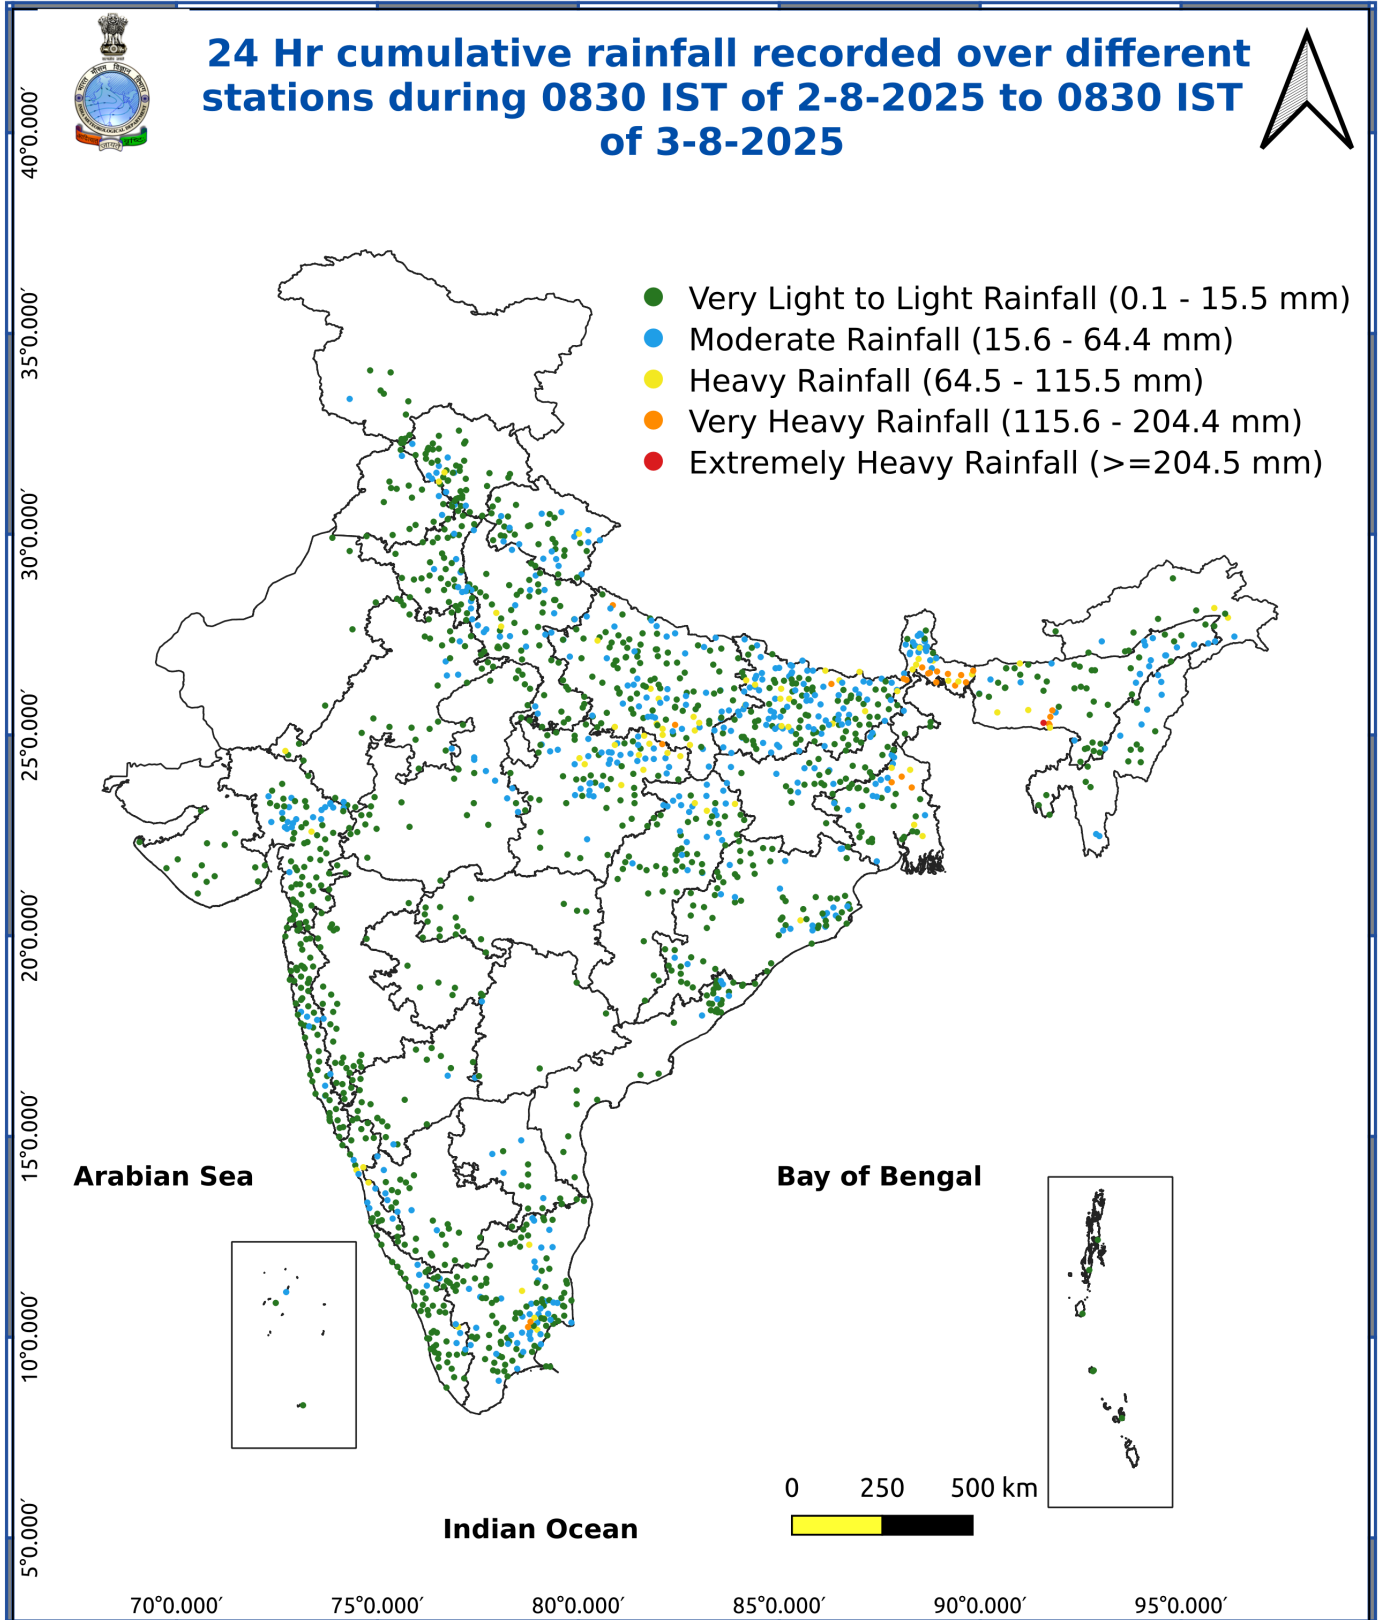 24 Hr cumulative rainfall recorded over different
stations during 0830 IST of 2-8-2025 to 0830 IST
of 3-8-2025
Very Light to Light Rainfall (0.1 - 15.5 mm)
Moderate Rainfall (15.6 - 64.4 mm)
Heavy Rainfall (64.5 - 115.5 mm)
Very Heavy Rainfall (115.6 - 204.4 mm)
Extremely Heavy Rainfall (>=204.5 mm)
40°0.000′
35°0.000′
30°0.000′
25°0.000′
20°0.000′
15°0.000′
10°0.000′
5°0.000′
Arabian Sea
Bay of Bengal
Indian Ocean
0 250 500 km
70°0.000′ 75°0.000′ 80°0.000′ 85°0.000′ 90°0.000′ 95°0.000′